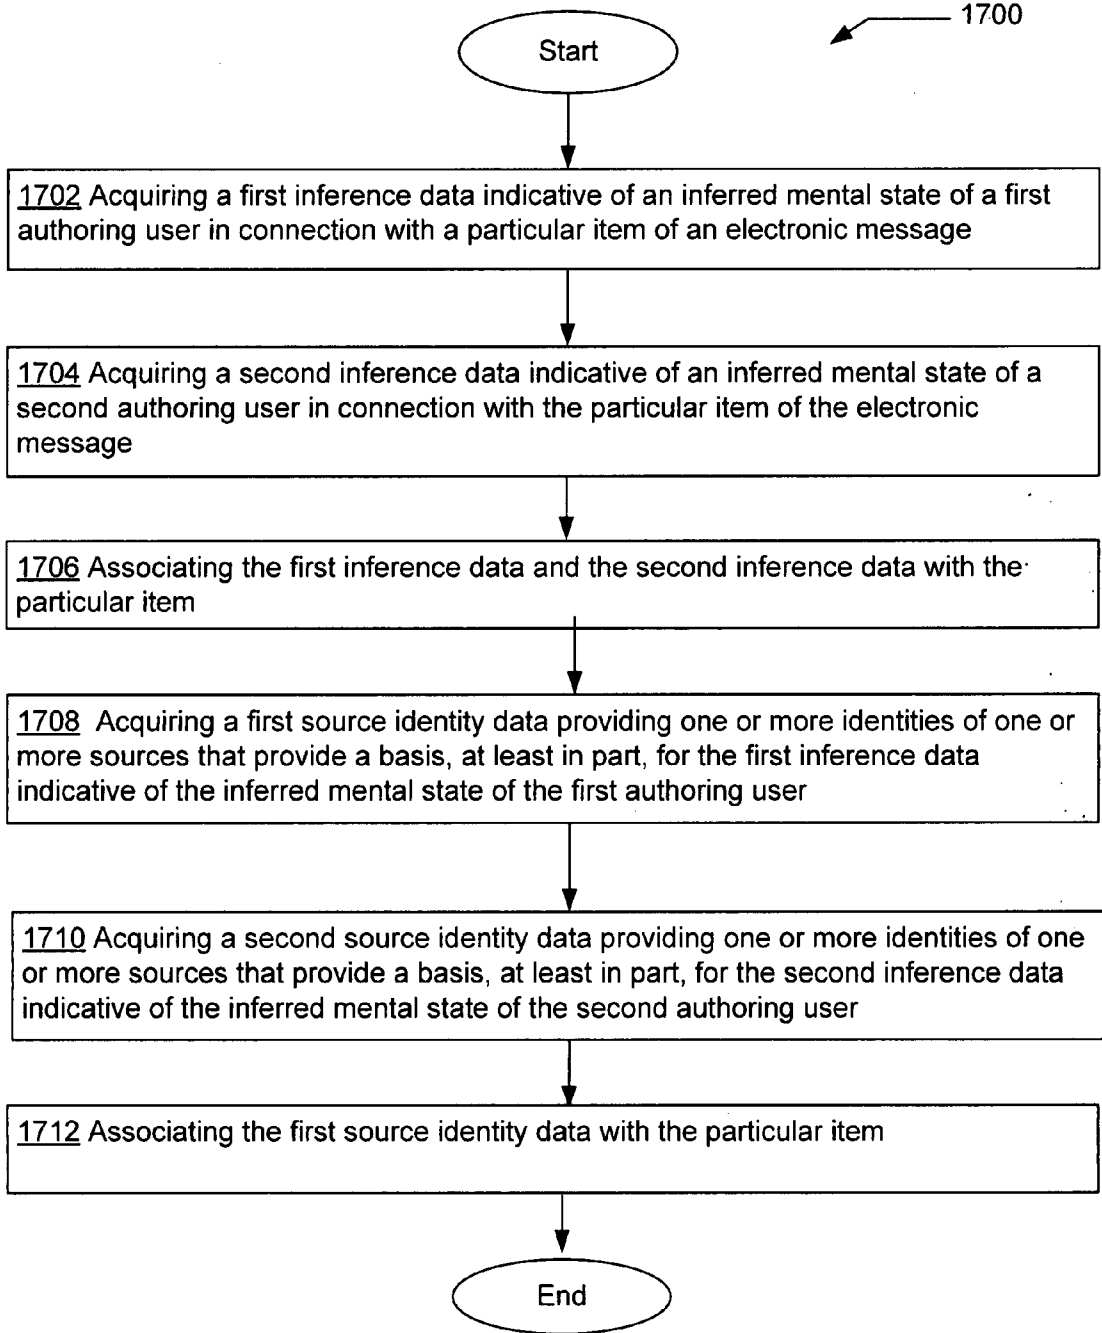 1700
Start
1702 Acquiring a first inference data indicative of an inferred mental state of a first
authoring user in connection with a particular item of an electronic message
1704 Acquiring a second inference data indicative of an inferred mental state of a
second authoring user in connection with the particular item of the electronic
message
1706 Associating the first inference data and the second inference data with the
particular item
1708 Acquiring a first source identity data providing one or more identities of one or
more sources that provide a basis, at least in part, for the first inference data
indicative of the inferred mental state of the first authoring user
1710 Acquiring a second source identity data providing one or more identities of one
or more sources that provide a basis, at least in part, for the second inference data
indicative of the inferred mental state of the second authoring user
1712 Associating the first source identity data with the particular item
End